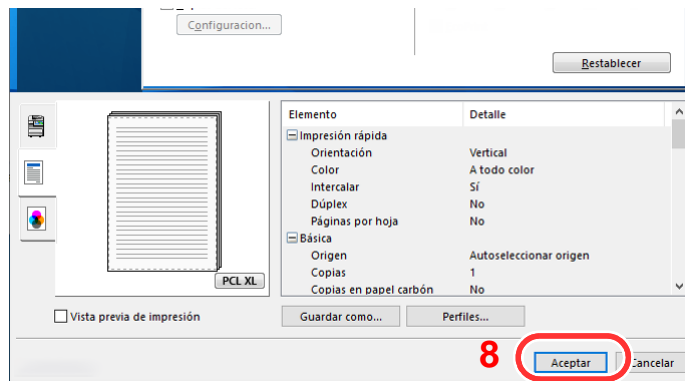 Configuracion...
Restablecer
Elemento Detalle
Impresión rápida
Orientación Vertical
Color A todo color
Intercalar Sí
Dúplex No
Páginas por hoja No
Básica
Origen Autoseleccionar origen
Copias 1
Copias en papel carbón No
PCL XL
Vista previa de impresión
Guardar como... Perfiles...
8 Aceptar Cancelar